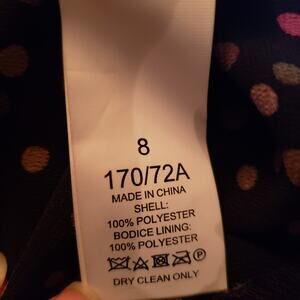 8
170/72A
MADE IN CHINA
SHELL:
100% POLYESTER
BODICE LINING:
100% POLYESTER
P
DRY CLEAN ONLY